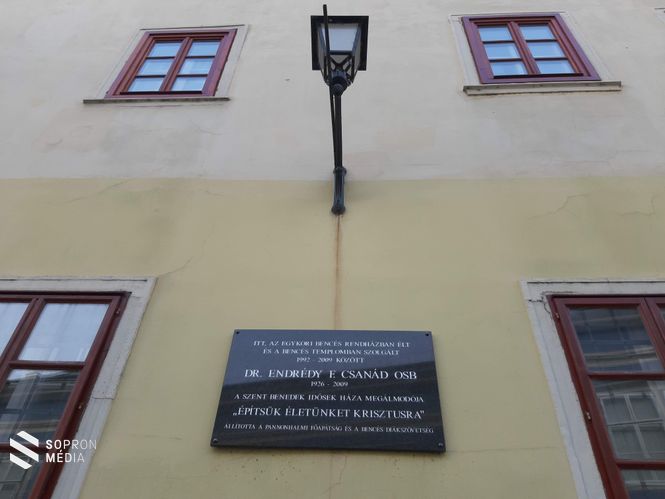 ITT, AZ EGYKORI BENCÉS RENDHÁZBAN ÉLT
ÉS A BENCÉS TEMPLOMBAN SZOLGÁLT
1992 - 2009 KÖZÖTT
DR. ENDRÉDY E CSANÁD OSB
1926 - 2009
A SZENT BENEDEK IDŐSEK HÁZA MEGÁLMODÓJA
„ÉPÍTSÜK ÉLETÜNKET KRISZTUSRA”
ÁLLÍTOTTA A PANNONHALMI FŐAPÁTSÁG ÉS A BENCÉS DIÁKSZÖVETSÉG
SOPRON
MÉDIA